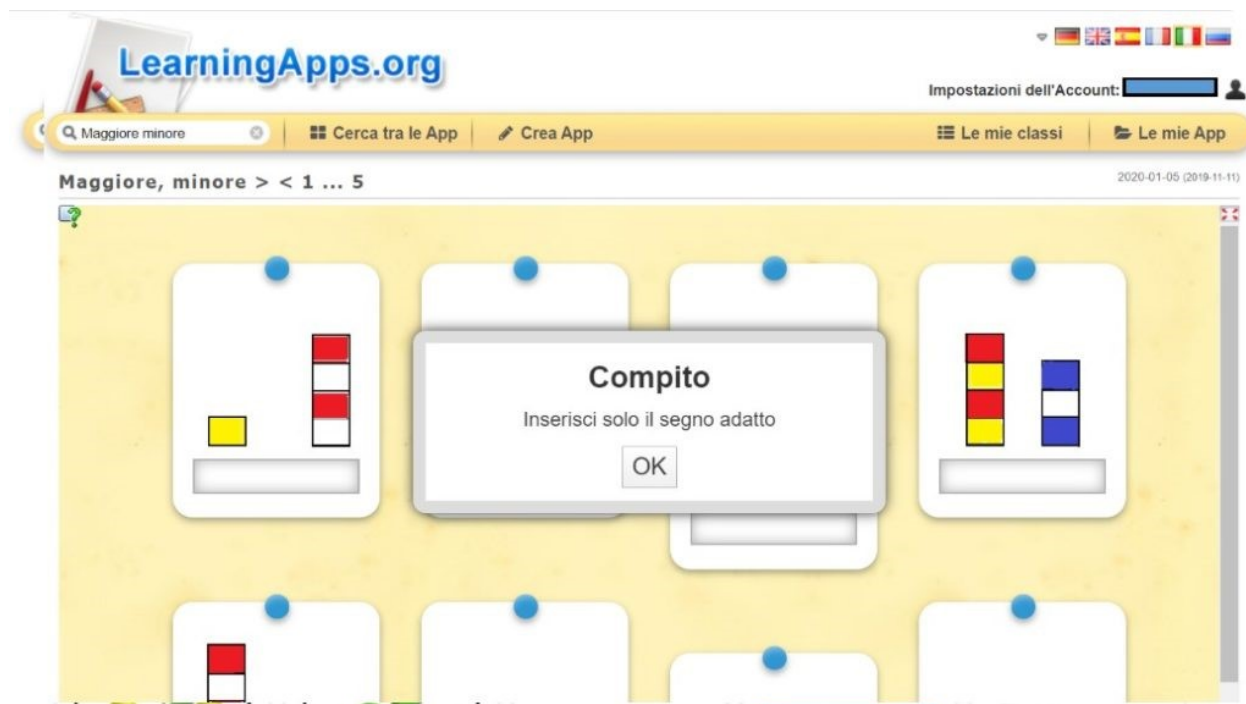 LearningApps.org
Impostazioni dell'Account:
Maggiore minore
Cerca tra le App
Crea App
Le mie classi
Le mie App
Maggiore, minore > < 1 ... 5
2020-01-05 (2019-11-11)
Compito
Inserisci solo il segno adatto
OK